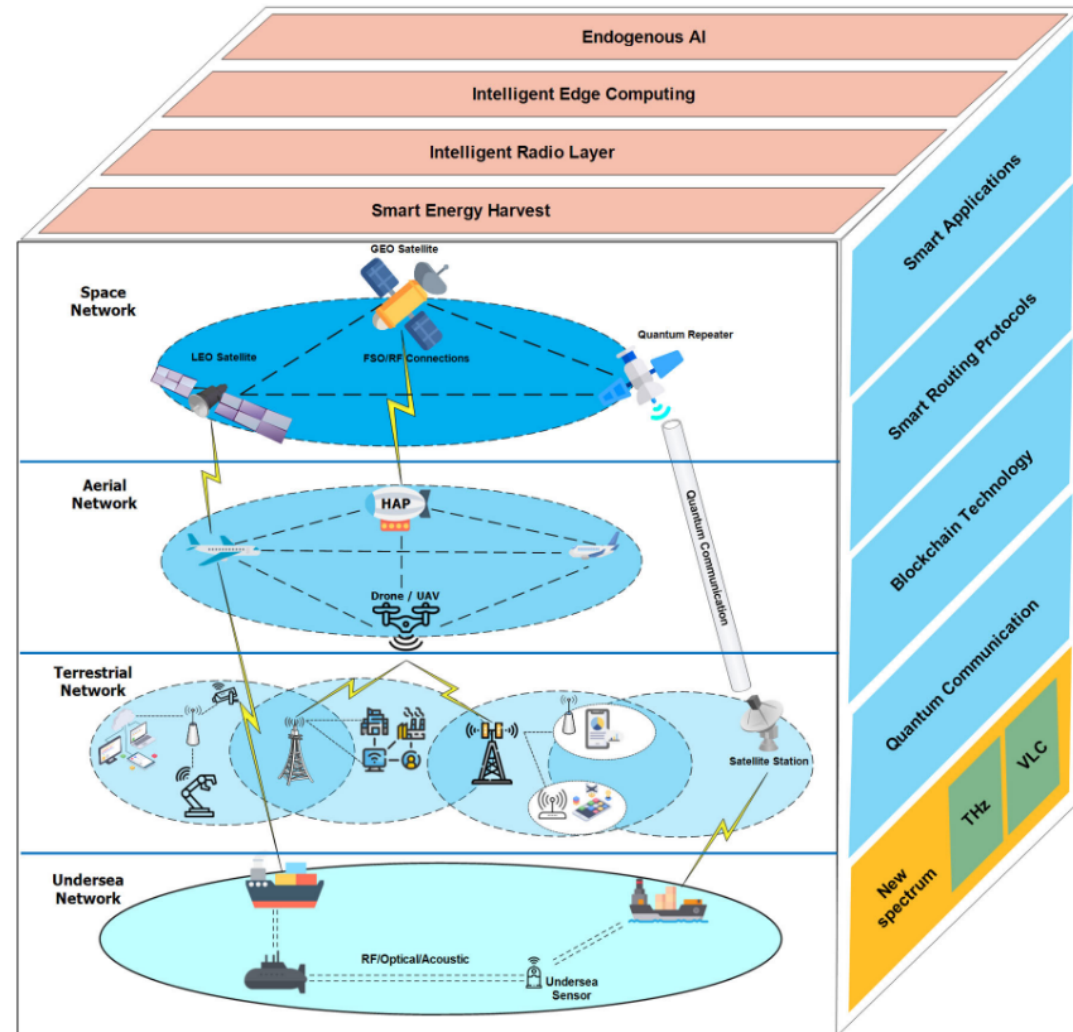 Endogenous AI
Intelligent Edge Computing
Intelligent Radio Layer
Smart Energy Harvest
Space
Network
GEO Satellite
LEO Satellite
FSO/RF Connections
Quantum Repeater
Aerial
Network
HAP
Drone / UAV
Quantum Communication
Terrestrial
Network
Satellite Station
Undersea
Network
RF/Optical/Acoustic
Undersea
Sensor
Smart Applications
Smart Routing Protocols
Blockchain Technology
Quantum Communication
New
spectrum
THz
VLC